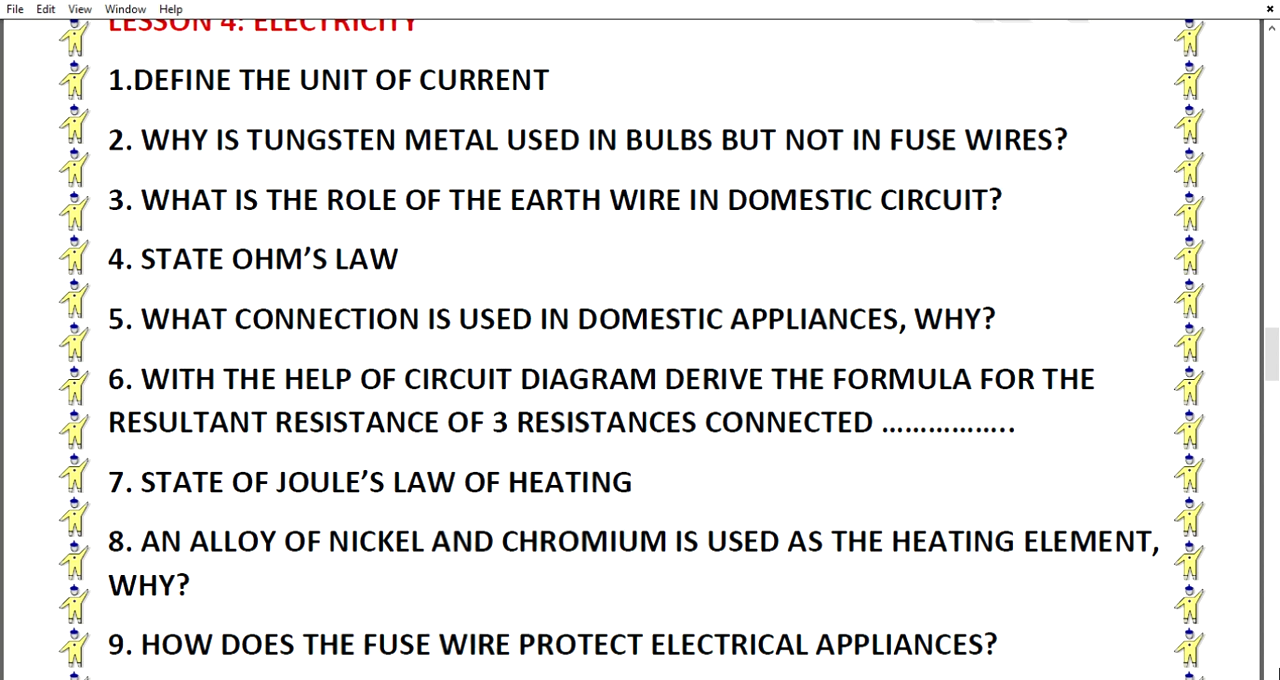 File Edit View Window Help
LESSON 4: ELECTRICITY
1.DEFINE THE UNIT OF CURRENT
2. WHY IS TUNGSTEN METAL USED IN BULBS BUT NOT IN FUSE WIRES?
3. WHAT IS THE ROLE OF THE EARTH WIRE IN DOMESTIC CIRCUIT?
4. STATE OHM’S LAW
5. WHAT CONNECTION IS USED IN DOMESTIC APPLIANCES, WHY?
6. WITH THE HELP OF CIRCUIT DIAGRAM DERIVE THE FORMULA FOR THE
RESULTANT RESISTANCE OF 3 RESISTANCES CONNECTED ……………..
7. STATE OF JOULE’S LAW OF HEATING
8. AN ALLOY OF NICKEL AND CHROMIUM IS USED AS THE HEATING ELEMENT,
WHY?
9. HOW DOES THE FUSE WIRE PROTECT ELECTRICAL APPLIANCES?